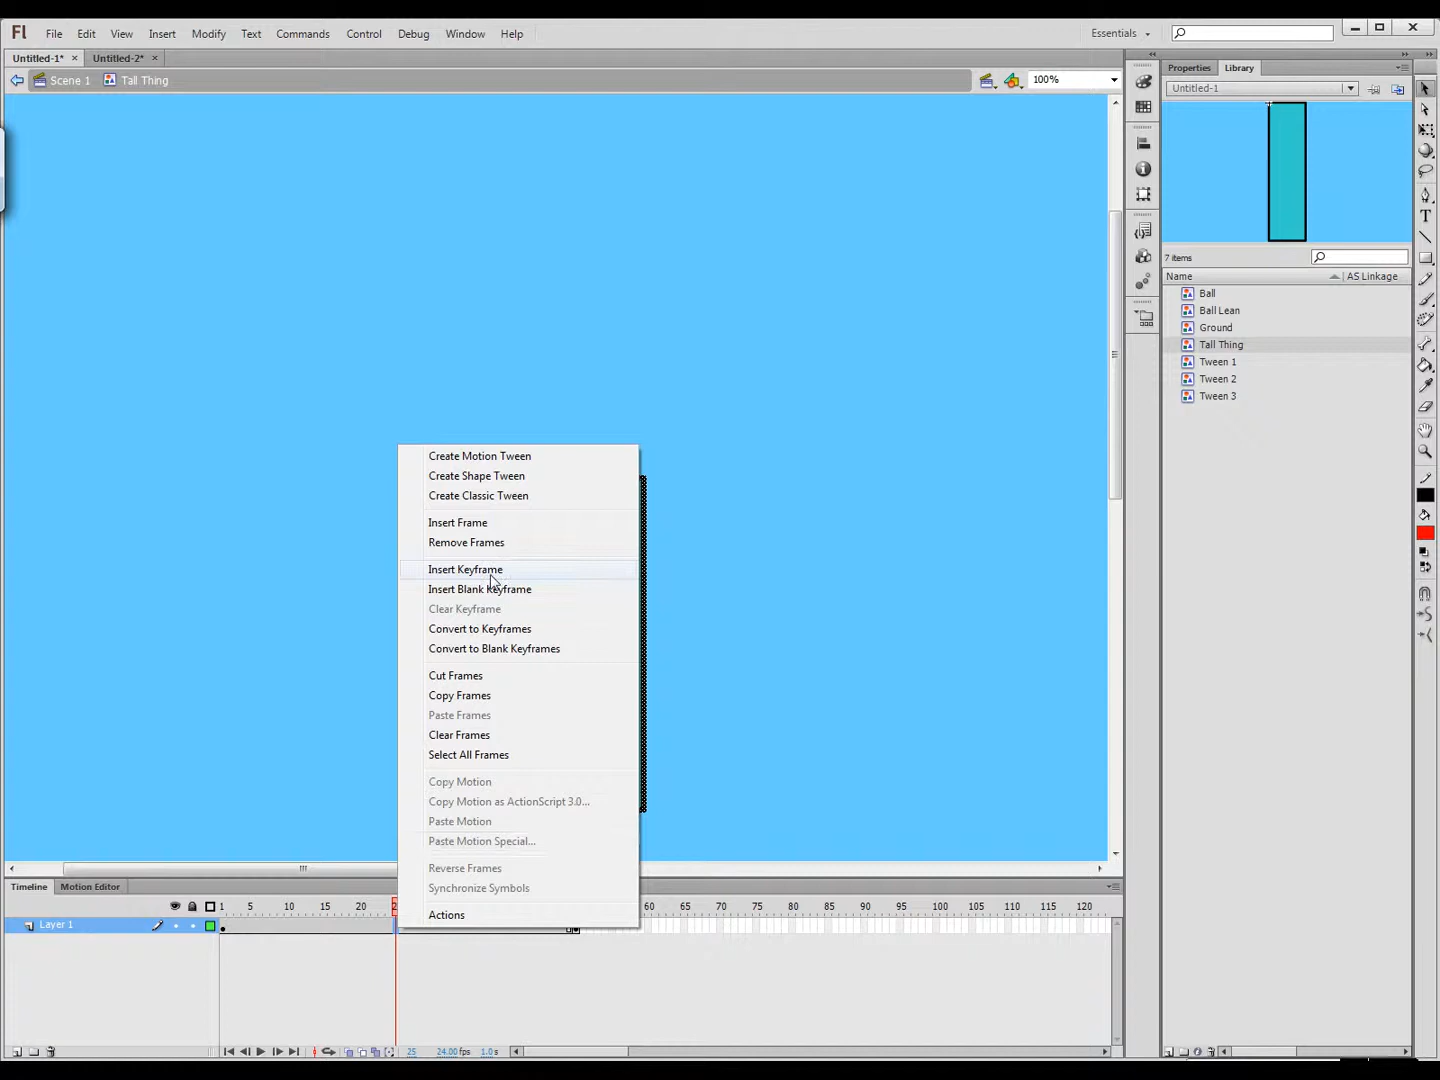 Fl File Edit View Insert Modify Text Commands Control Debug Window Help Essentials
Untitled-1* × Untitled-2* ×
Scene 1 Tall Thing 100%
Properties Library
Untitled-1
7 items
Name AS Linkage
Ball
Ball Lean
Ground
Tall Thing
Tween 1
Tween 2
Tween 3
Create Motion Tween
Create Shape Tween
Create Classic Tween
Insert Frame
Remove Frames
Insert Keyframe
Insert Blank Keyframe
Clear Keyframe
Convert to Keyframes
Convert to Blank Keyframes
Cut Frames
Copy Frames
Paste Frames
Clear Frames
Select All Frames
Copy Motion
Copy Motion as ActionScript 3.0...
Paste Motion
Paste Motion Special...
Reverse Frames
Synchronize Symbols
Actions
Timeline Motion Editor
1 5 10 15 20 60 65 70 75 80 85 90 95 100 105 110 115 120
Layer 1
25 24.00fps 1.0s